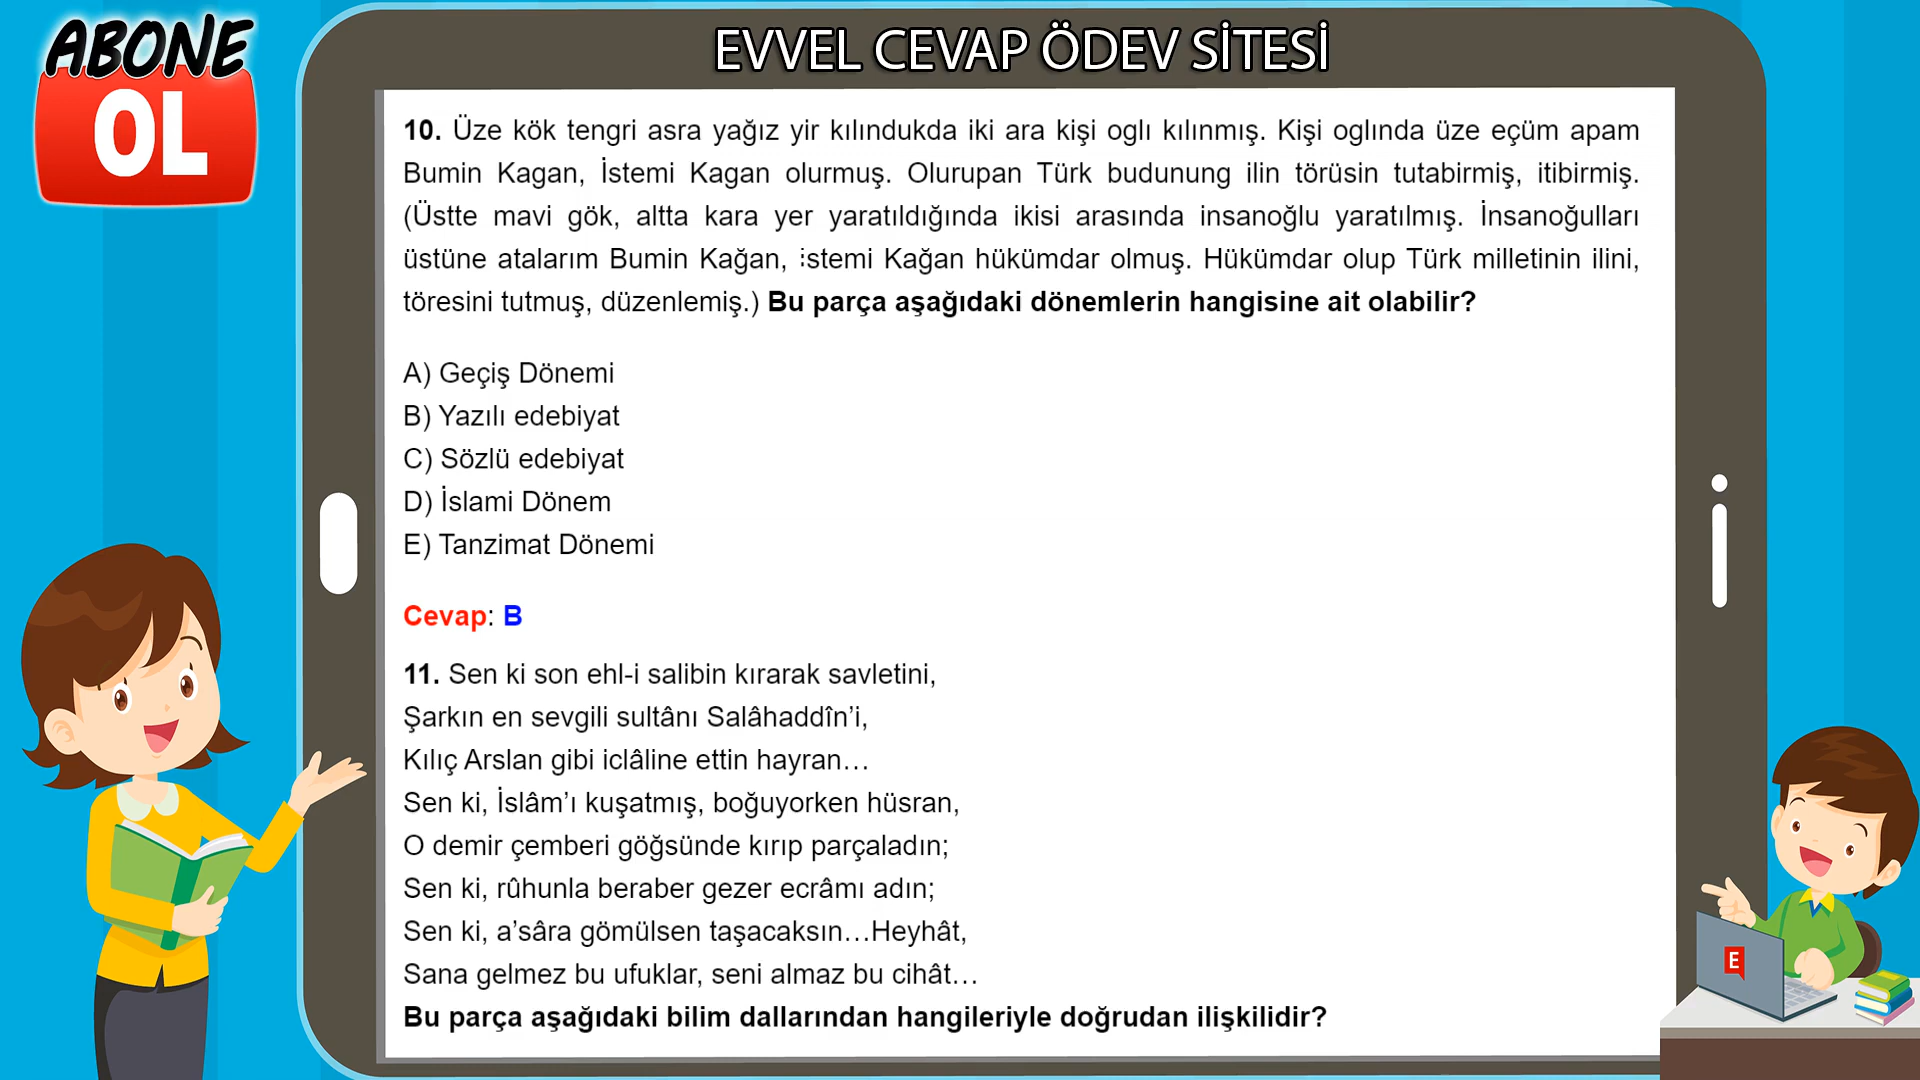 ABONE
OL
EVVEL CEVAP ÖDEV SİTESİ
10. Üze kök tengri asra yağız yir kılındukda iki ara kişi oglı kılınmış. Kişi oglında üze eçüm apam
Bumin Kagan, İstemi Kagan olurmuş. Olurupan Türk budunung ilin törüsin tutabirmiş, itibirmiş.
(Üstte mavi gök, altta kara yer yaratıldığında ikisi arasında insanoğlu yaratılmış. İnsanoğulları
üstüne atalarım Bumin Kağan, istemi Kağan hükümdar olmuş. Hükümdar olup Türk milletinin ilini,
töresini tutmuş, düzenlemiş.) Bu parça aşağıdaki dönemlerin hangisine ait olabilir?
A) Geçiş Dönemi
B) Yazılı edebiyat
C) Sözlü edebiyat
D) İslami Dönem
E) Tanzimat Dönemi
Cevap: B
11. Sen ki son ehl-i salibin kırarak savletini,
Şarkın en sevgili sultânı Salâhaddîn’i,
Kılıç Arslan gibi iclâline ettin hayran…
Sen ki, İslâm’ı kuşatmış, boğuyorken hüsran,
O demir çemberi göğsünde kırıp parçaladın;
Sen ki, rûhunla beraber gezer ecrâmı adın;
Sen ki, a’sâra gömülsen taşacaksın…Heyhât,
Sana gelmez bu ufuklar, seni almaz bu cihât…
Bu parça aşağıdaki bilim dallarından hangileriyle doğrudan ilişkilidir?
E